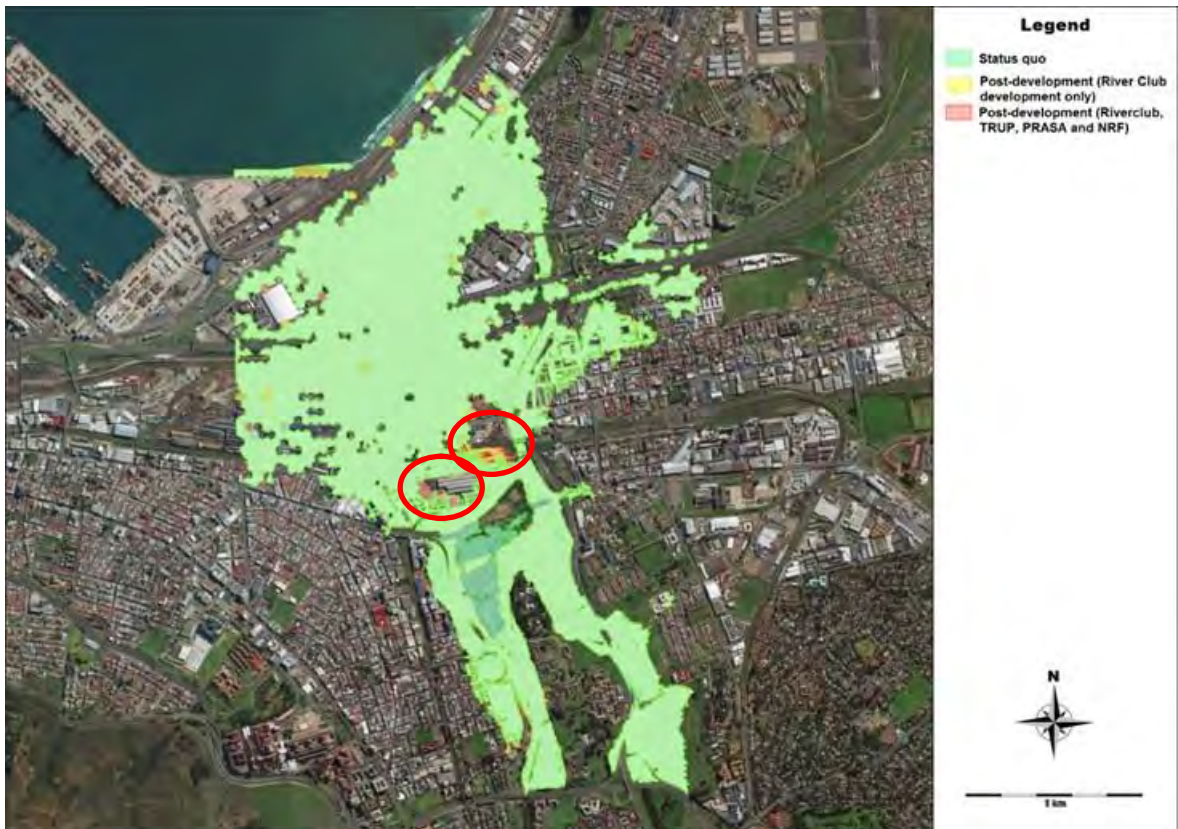 Legend
Status quo
Post-development (River Club
development only)
Post-development (Riverclub,
TRUP, PRASA and NRF)
N
1 km